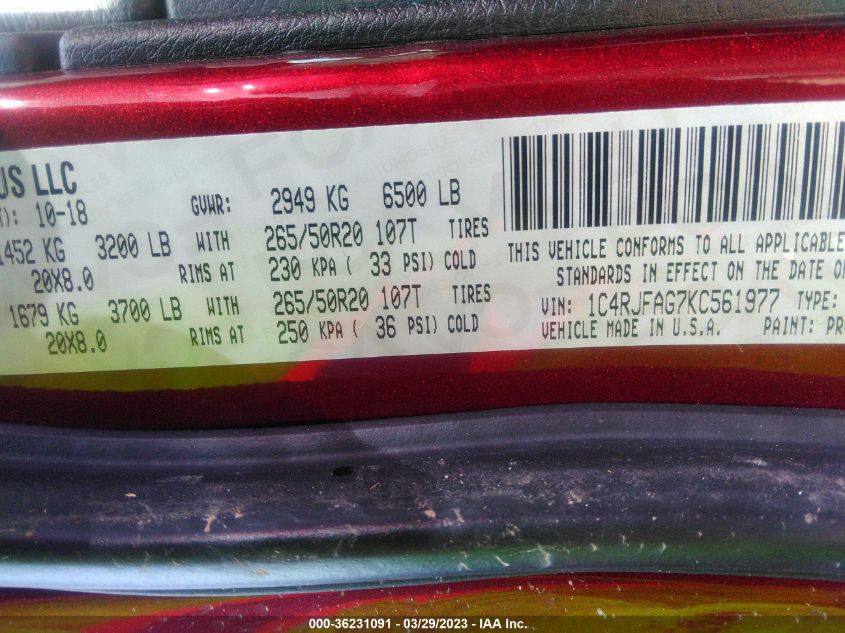 US LLC
T): 10-18 GVWR: 2949 KG 6500 LB
1452 KG 3200 LB WITH 265/50R20 107T TIRES
20X8.0 RIMS AT 230 KPA ( 33 PSI) COLD
1679 KG 3700 LB WITH 265/50R20 107T TIRES
20X8.0 RIMS AT 250 KPA ( 36 PSI) COLD
THIS VEHICLE CONFORMS TO ALL APPLICABLE
STANDARDS IN EFFECT ON THE DATE O
VIN: 1C4RJFAG7KC561977 TYPE:
VEHICLE MADE IN U.S.A. PAINT: PR
000-36231091 - 03/29/2023 - IAA Inc.